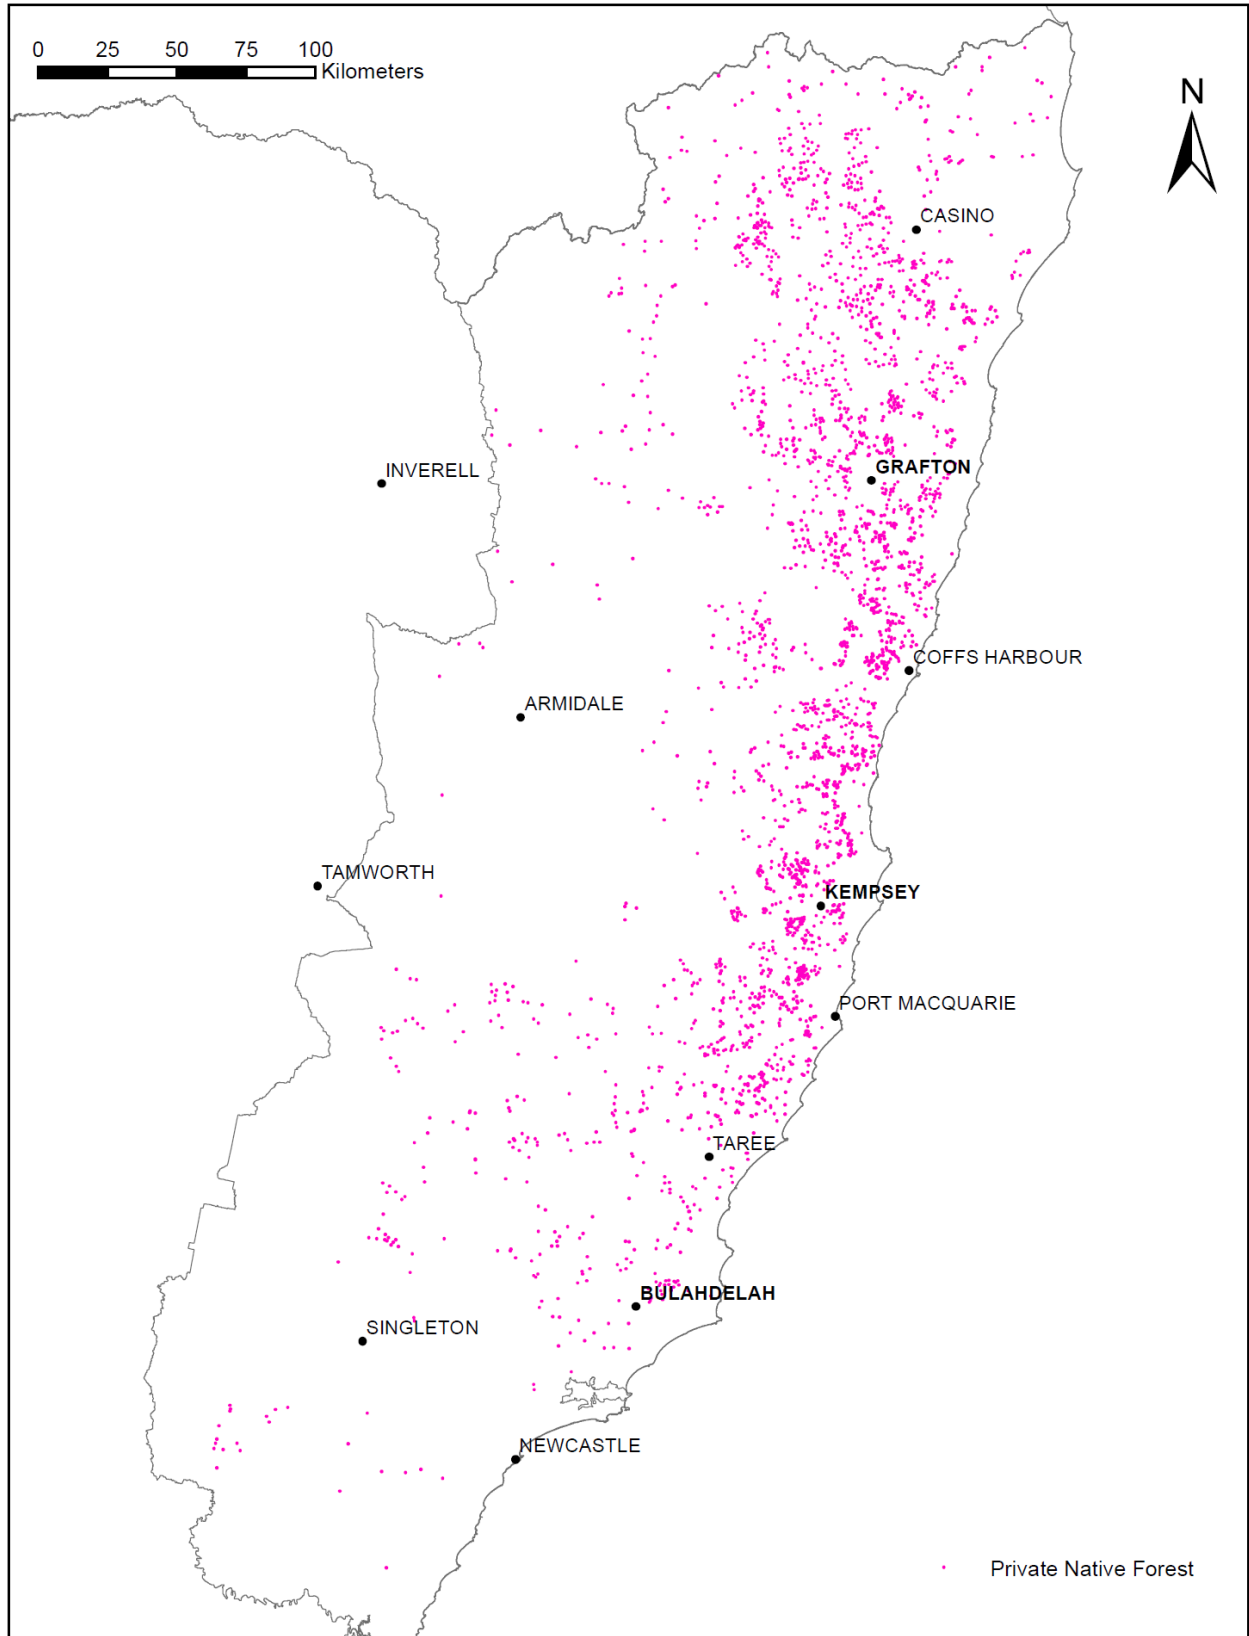 0 25 50 75 100
Kilometers
N
CASINO
INVERELL
GRAFTON
COFFS HARBOUR
ARMIDALE
TAMWORTH
KEMPSEY
PORT MACQUARIE
TAREE
BULAHDELAH
SINGLETON
NEWCASTLE
Private Native Forest